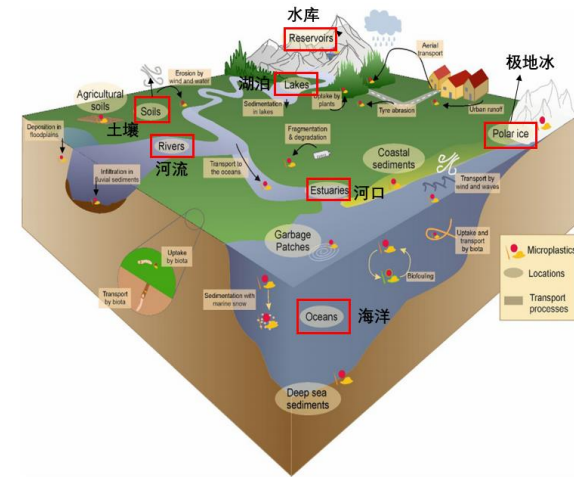 水库
Reservoirs
Aerial
transport
极地冰
Erosion by
wind and water
湖泊
Lakes
Agricultural
soils
Sedimentation
in lakes
Uptake by
plants
Tyre abrasion
Urban runoff
Soils
土壤
Deposition in
floodplains
Polar ice
Fragmentation
& degradation
Rivers
河流
Coastal
sediments
Transport to
the oceans
Infiltration in
fluvial sediments
Transport by
wind and waves
Estuaries
河口
Garbage
Patches
Uptake and
transport
by biota
Microplastics
Locations
Transport
processes
Uptake
by biota
Biofouling
Transport
by biota
Sedimentation with
marine snow
Oceans
海洋
Deep sea
sediments